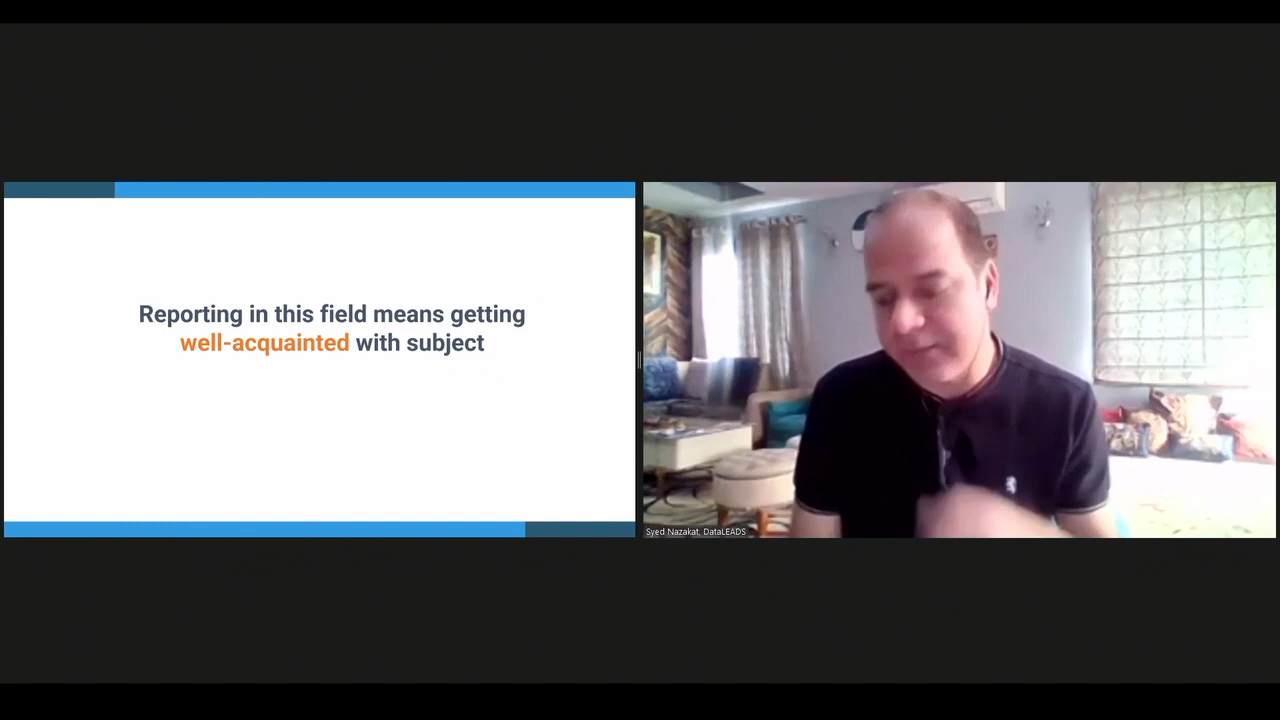 Reporting in this field means getting
well-acquainted with subject
Syed Nazakat, DataLEADS